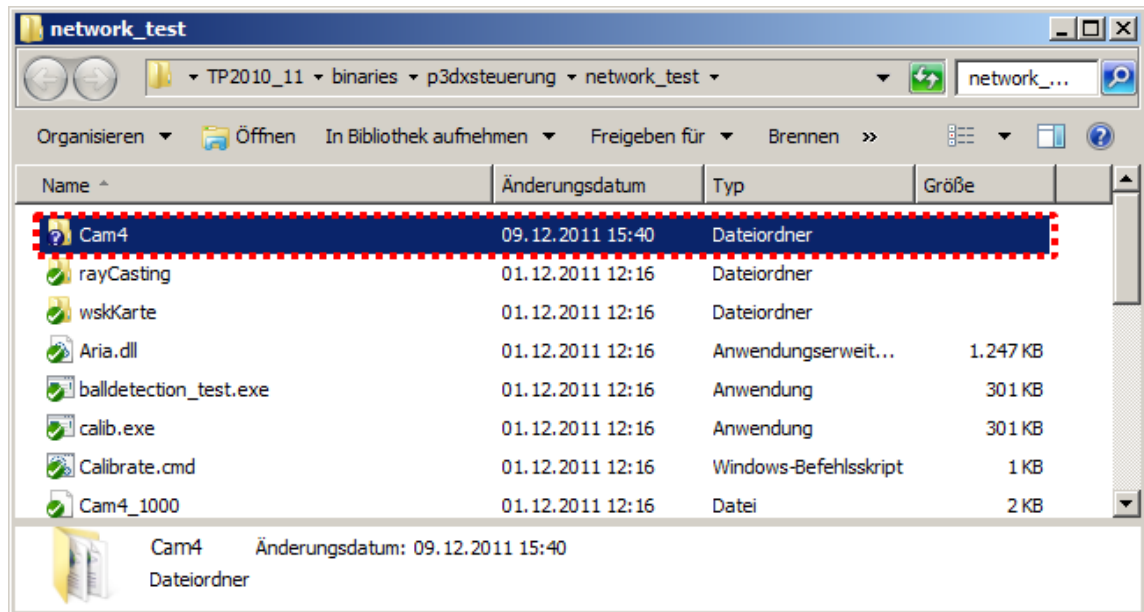 network_test
TP2010_11 binaries p3dxsteuerung network_test network_...
Organisieren Öffnen In Bibliothek aufnehmen Freigeben für Brennen »
Name Änderungsdatum Typ Größe
Cam4 09.12.2011 15:40 Dateiordner
rayCasting 01.12.2011 12:16 Dateiordner
wskKarte 01.12.2011 12:16 Dateiordner
Aria.dll 01.12.2011 12:16 Anwendungserweit... 1.247 KB
balldetection_test.exe 01.12.2011 12:16 Anwendung 301 KB
calib.exe 01.12.2011 12:16 Anwendung 301 KB
Calibrate.cmd 01.12.2011 12:16 Windows-Befehlsskript 1 KB
Cam4_1000 01.12.2011 12:16 Datei 2 KB
Cam4 Änderungsdatum: 09.12.2011 15:40
Dateiordner